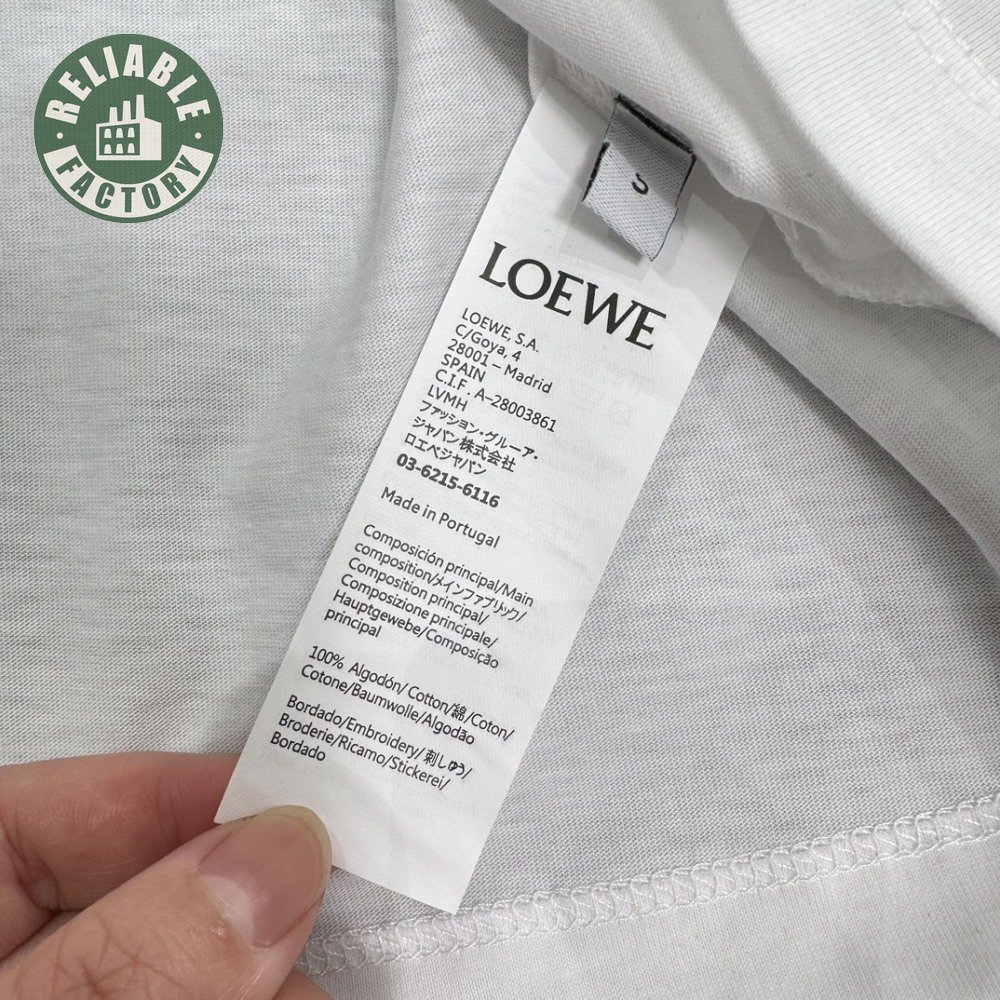 RELIABLE
FACTORY
S
LOEWE
LOEWE, S.A.
C/Goya, 4
28001 – Madrid
SPAIN
C.I.F. A–28003861
LVMH
ファッション・グルーア・
ジャパン株式会社
ロエベジャパン
03-6215-6116
Made in Portugal
Composición principal/Main
composition/メインファブリック/
Composition principal/
Composizione principale/
Hauptgewebe/Composição
principal
100% Algodón/ Cotton/綿/Coton/
Cotone/Baumwolle/Algodão
Bordado/Embroidery/刺しゅう/
Broderie/Ricamo/Stickerei/
Bordado